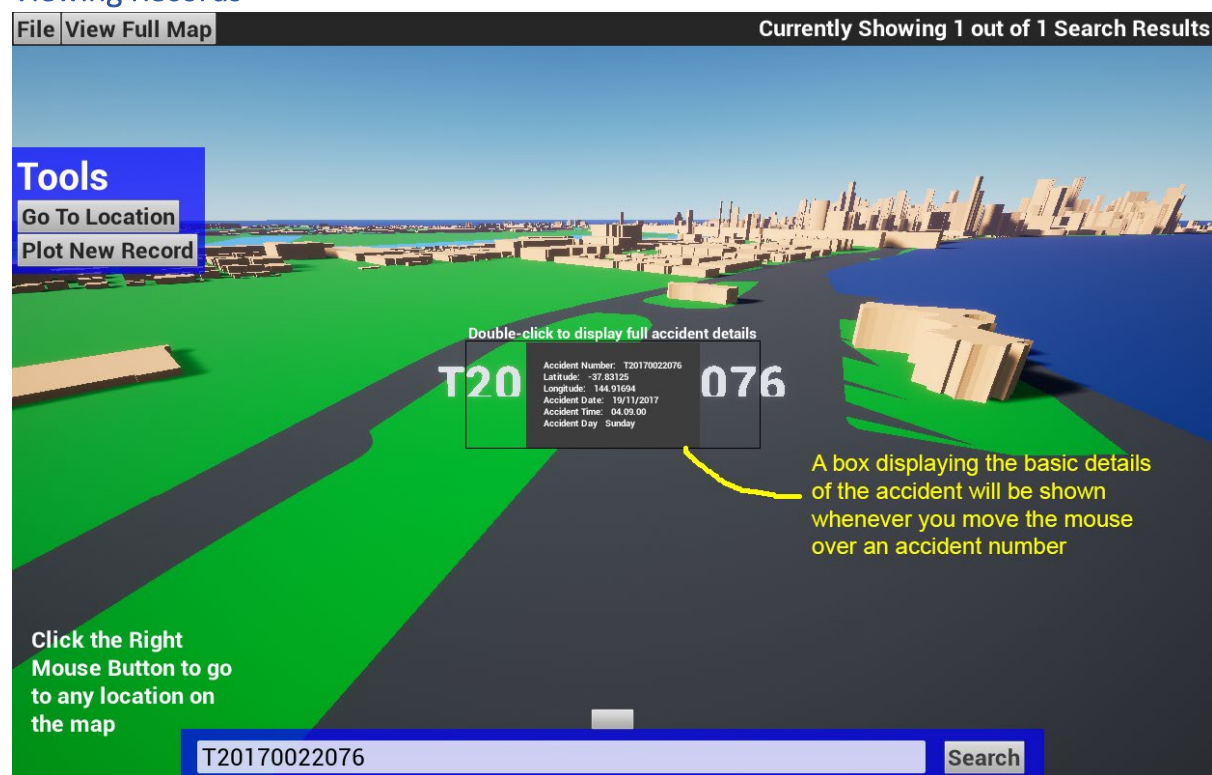 Viewing Records
File View Full Map
Currently Showing 1 out of 1 Search Results
Tools
Go To Location
Plot New Record
Double-click to display full accident details
T20 076
Accident Number: T20170022076
Latitude: -37.83125
Longitude: 144.91694
Accident Date: 19/11/2017
Accident Time: 04.09.00
Accident Day Sunday
A box displaying the basic details
of the accident will be shown
whenever you move the mouse
over an accident number
Click the Right
Mouse Button to go
to any location on
the map
T20170022076
Search